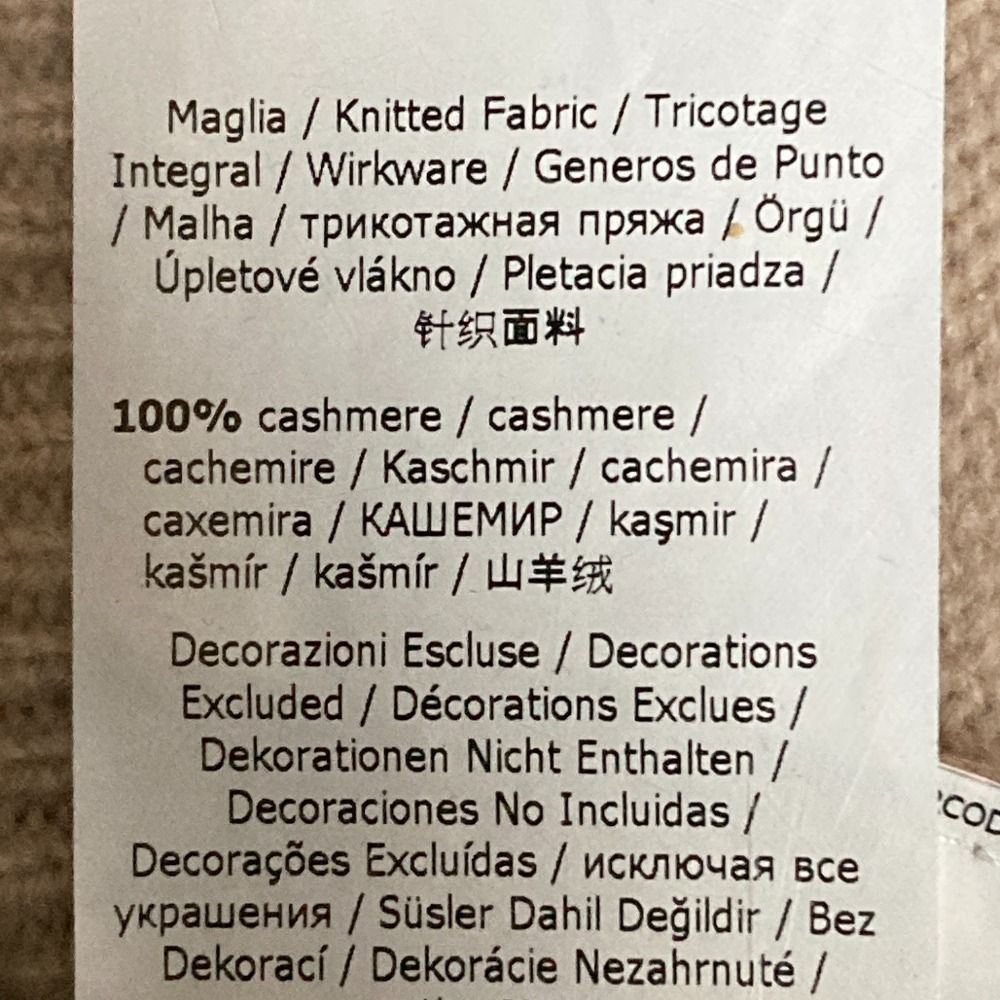 Maglia / Knitted Fabric / Tricotage
Integral / Wirkware / Generos de Punto
/ Malha / трикотажная пряжа / Örgü /
Úpletové vlákno / Pletacia priadza /
针织面料
100% cashmere / cashmere /
cachemire / Kaschmir / cachemira /
caxemira / КАШЕМИР / kaşmir /
kašmír / kašmír / 山羊绒
Decorazioni Escluse / Decorations
Excluded / Décorations Exclues /
Dekorationen Nicht Enthalten /
Decoraciones No Incluidas /
Decorações Excluídas / исключая все
украшения / Süsler Dahil Değildir / Bez
Dekorací / Dekorácie Nezahrnuté /